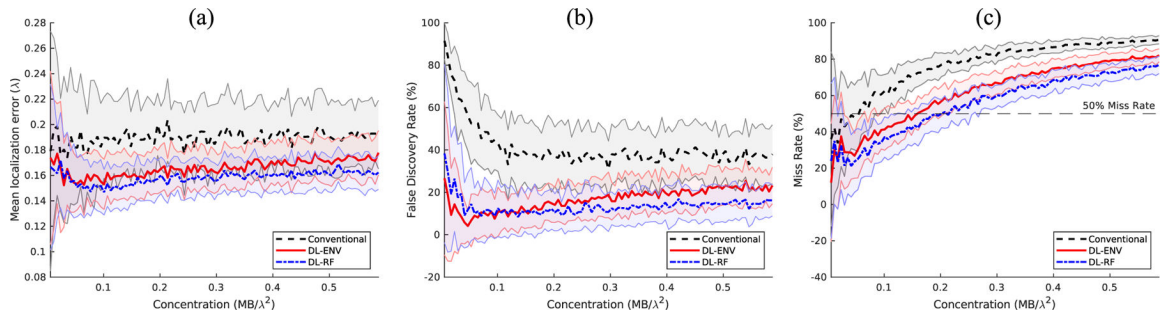 (a)
Mean localization error (λ)
0.28
0.26
0.24
0.22
0.2
0.18
0.16
0.14
0.12
0.1
0.08
0.1
0.2
0.3
0.4
0.5
Concentration (MB/λ²)
Conventional
DL-ENV
DL-RF
(b)
False Discovery Rate (%)
100
80
60
40
20
0
-20
0.1
0.2
0.3
0.4
0.5
Concentration (MB/λ²)
Conventional
DL-ENV
DL-RF
(c)
Miss Rate (%)
100
80
60
40
20
0
-20
-40
0.1
0.2
0.3
0.4
0.5
Concentration (MB/λ²)
50% Miss Rate
Conventional
DL-ENV
DL-RF